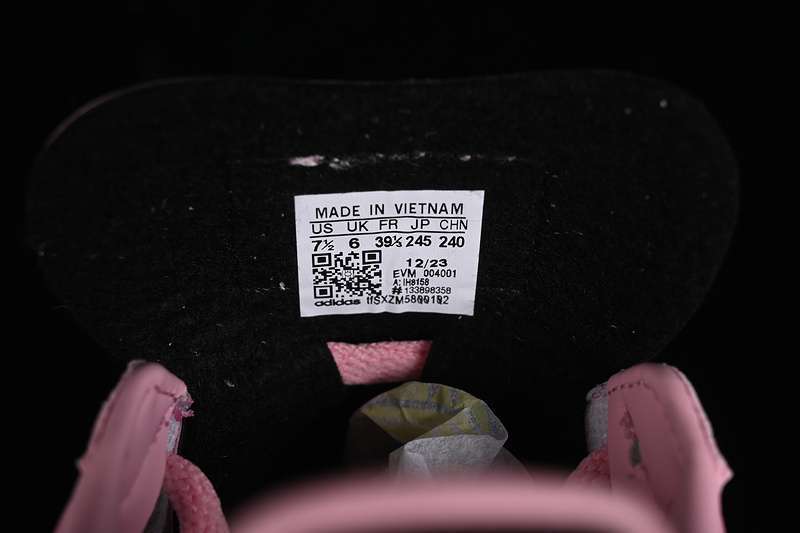 MADE IN VIETNAM
US UK FR JP CHN
7½ 6 39⅓ 245 240
12/23
EVM 004001
A: IH8158
# 133898358
adidas tfSXZM5800192